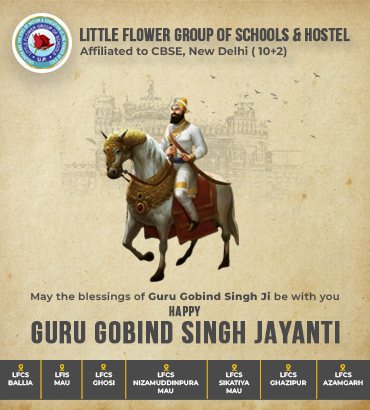 LITTLE FLOWER GROUP OF SCHOOLS & HOSTEL
Affiliated to CBSE, New Delhi ( 10+2)
U.P.
May the blessings of Guru Gobind Singh Ji be with you
HAPPY
GURU GOBIND SINGH JAYANTI
LFCS
BALLIA
LFIS
MAU
LFCS
GHOSI
LFCS
NIZAMUDDINPURA
MAU
LFCS
SIKATIYA
MAU
LFCS
GHAZIPUR
LFCS
AZAMGARH